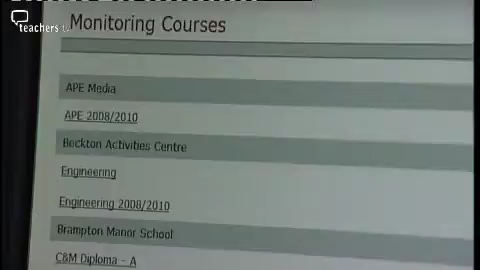 teachers tv
Monitoring Courses
APE Media
APE 2008/2010
Beckton Activities Centre
Engineering
Engineering 2008/2010
Brampton Manor School
C&M Diploma - A